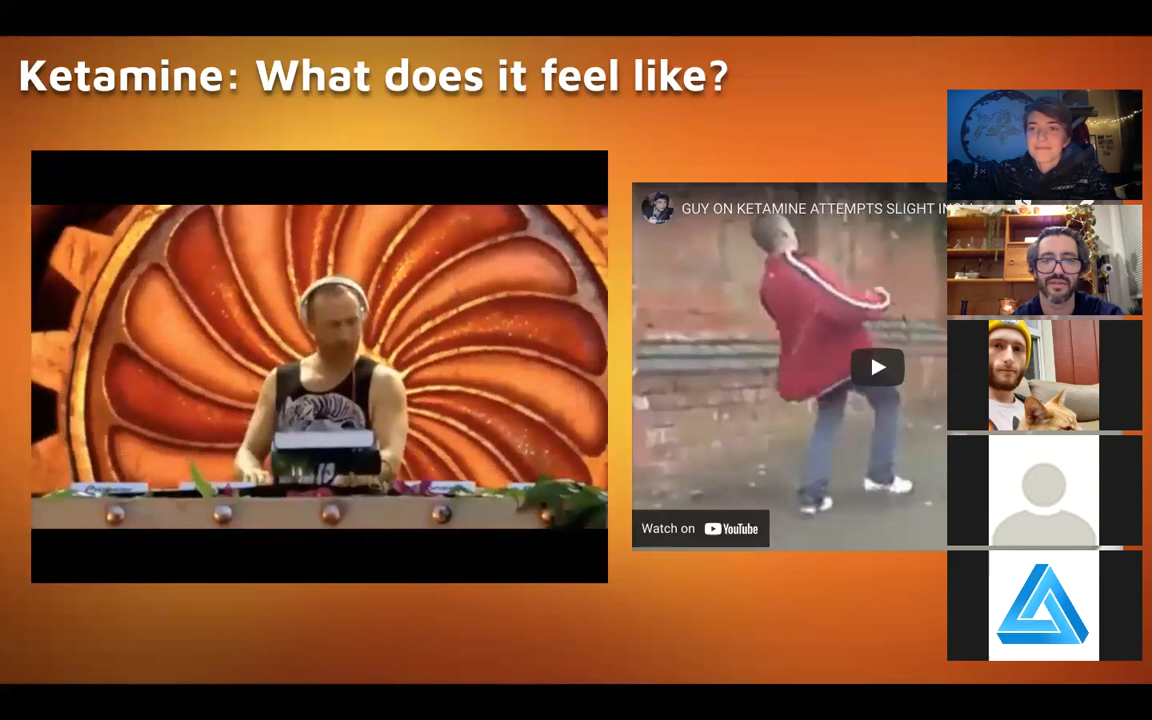 Ketamine: What does it feel like?
GUY ON KETAMINE ATTEMPTS SLIGHT
Watch on YouTube